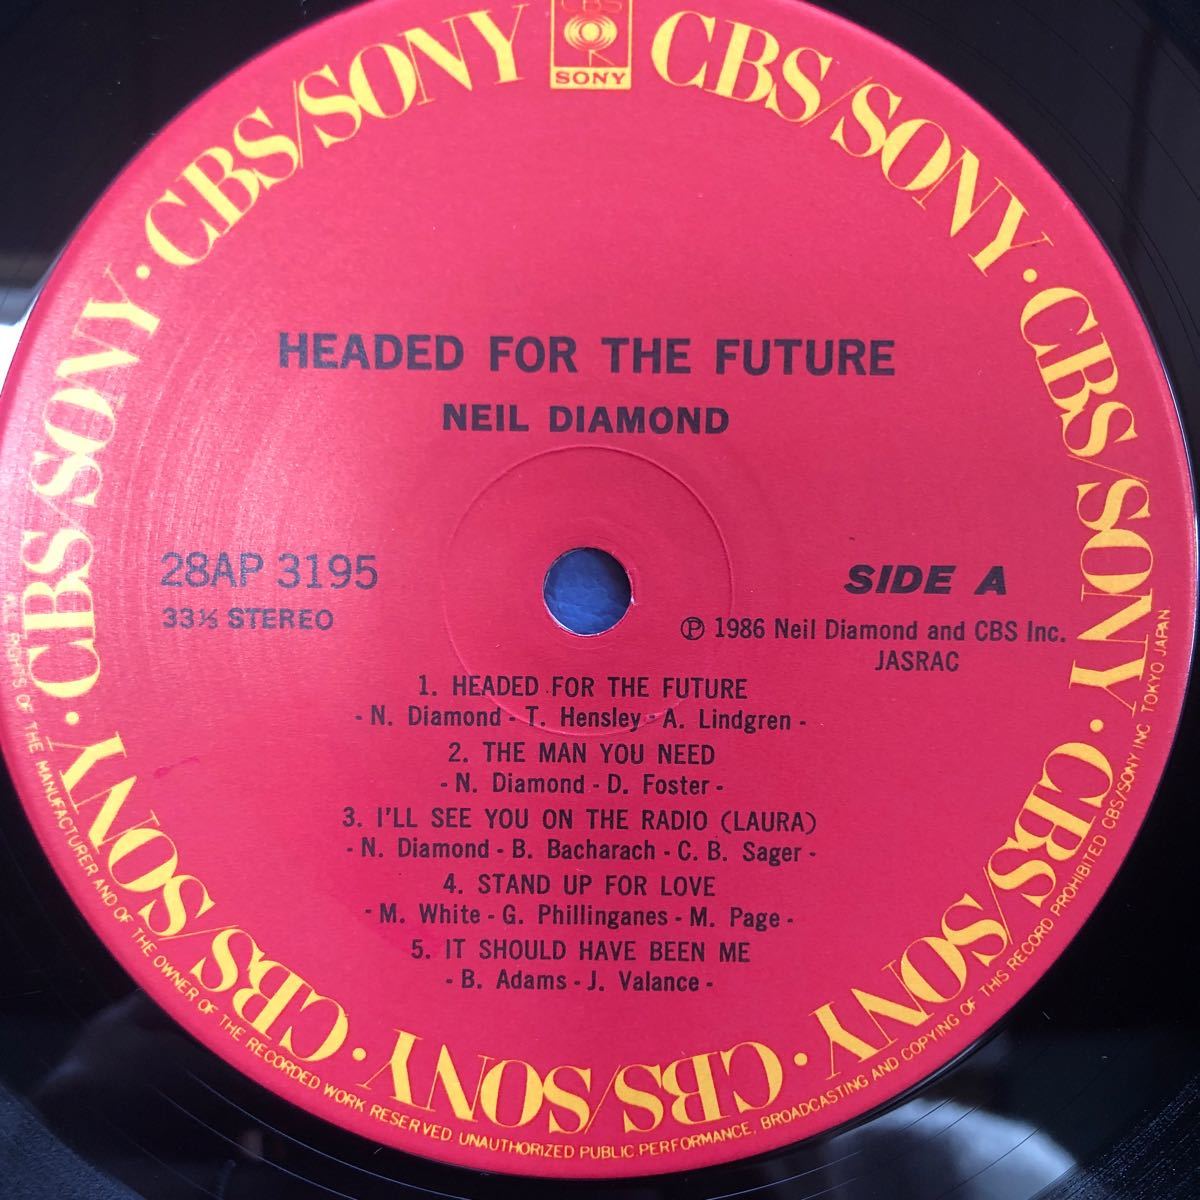 CBS
SONY
CBS/SONY · CBS/SONY · CBS/SONY · CBS/SONY · CBS/SONY · CBS/SONY · CBS/SONY · CBS/SONY
HEADED FOR THE FUTURE
NEIL DIAMOND
28AP 3195
33⅓ STEREO
SIDE A
℗ 1986 Neil Diamond and CBS Inc.
JASRAC
1. HEADED FOR THE FUTURE
- N. Diamond - T. Hensley - A. Lindgren -
2. THE MAN YOU NEED
- N. Diamond - D. Foster -
3. I'LL SEE YOU ON THE RADIO (LAURA)
- N. Diamond - B. Bacharach - C. B. Sager -
4. STAND UP FOR LOVE
- M. White - G. Phillinganes - M. Page -
5. IT SHOULD HAVE BEEN ME
- B. Adams - J. Valance -
RIGHTS OF THE MANUFACTURER AND OF THE OWNER OF THE RECORDED WORK RESERVED. UNAUTHORIZED PUBLIC PERFORMANCE, BROADCASTING AND COPYING OF THIS RECORD PROHIBITED CBS/SONY INC TOKYO JAPAN